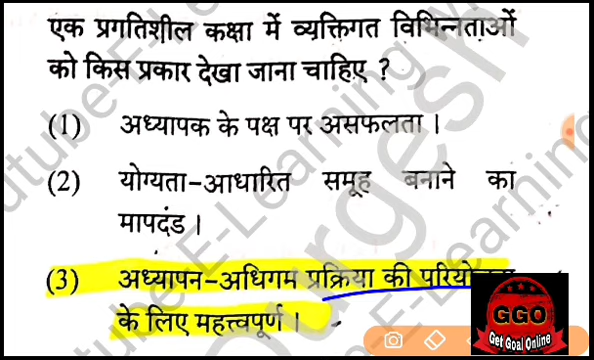 एक प्रगतिशील कक्षा में व्यक्तिगत विभिन्नताओं
को किस प्रकार देखा जाना चाहिए ?
(1) अध्यापक के पक्ष पर असफलता ।
(2) योग्यता-आधारित समूह बनाने का
मापदंड ।
(3) अध्यापन-अधिगम प्रक्रिया की
के लिए महत्त्वपूर्ण ।
GGO
Get Goal Online